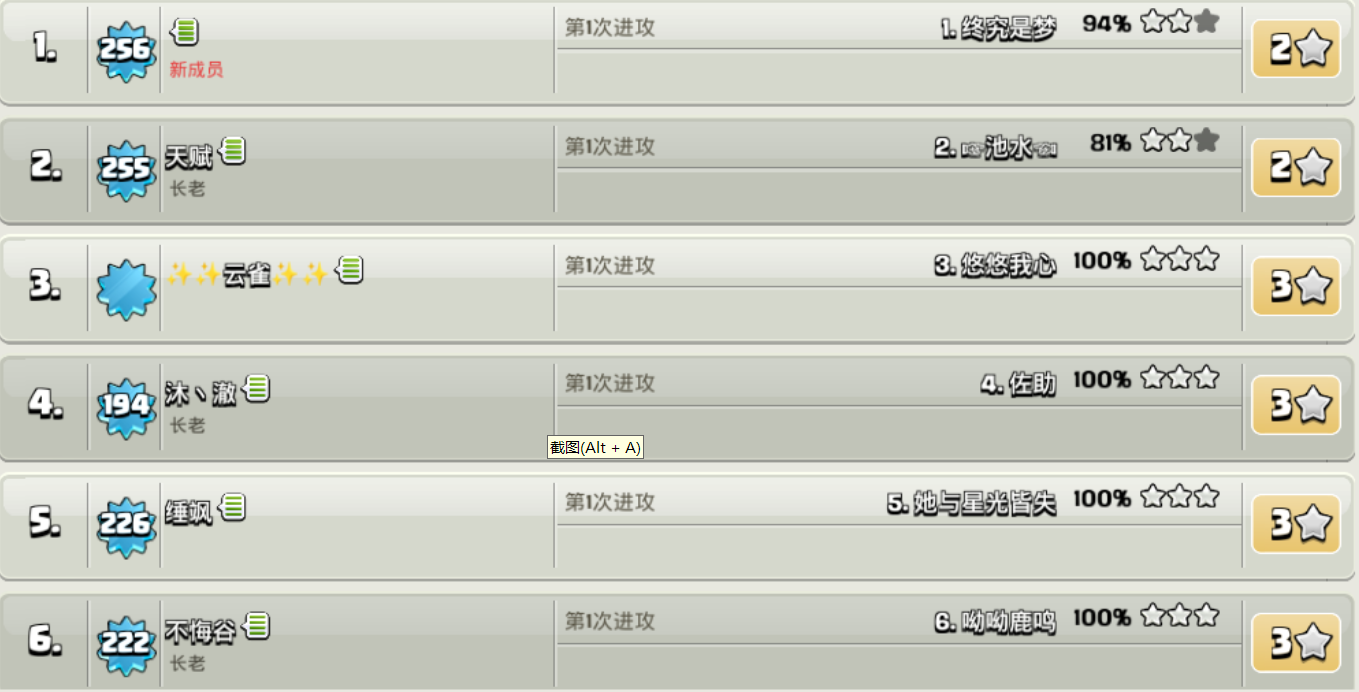 1.
256
新成员
第1次进攻
1. 终究是梦
94%
2
2.
255
天赋
长老
第1次进攻
2. 池水
81%
2
3.
✨✨云雀✨✨
第1次进攻
3. 悠悠我心
100%
3
4.
194
沐丶澈
长老
第1次进攻
4. 佐助
100%
3
截图(Alt + A)
5.
226
缍飒
第1次进攻
5. 她与星光皆失
100%
3
6.
222
不悔谷
长老
第1次进攻
6. 呦呦鹿鸣
100%
3